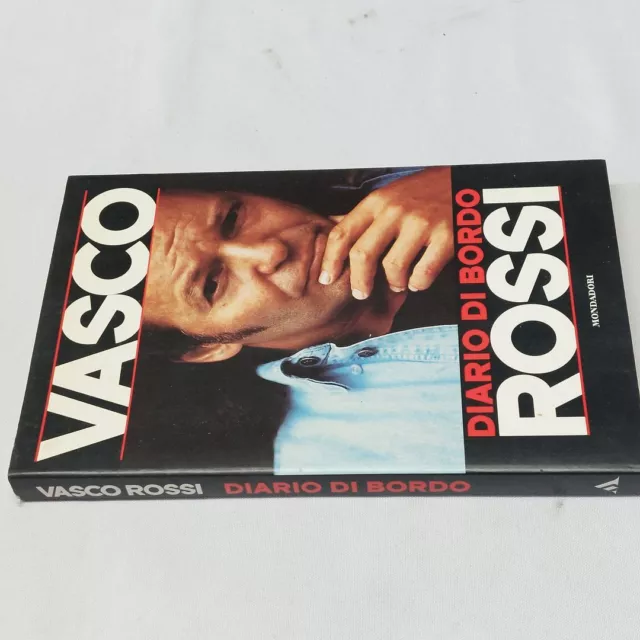 VASCO
DIARIO DI BORDO
ROSSI
MONDADORI
VASCO ROSSI DIARIO DI BORDO